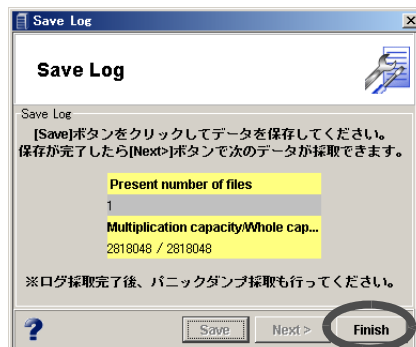 Save Log
Save Log
Save Log
[Save]ボタンをクリックしてデータを保存してください。
保存が完了したら[Next>]ボタンで次のデータが採取できます。
Present number of files
1
Multiplication capacity/Whole cap...
2818048 / 2818048
※ログ採取完了後、パニックダンプ採取も行ってください。
? Save Next > Finish